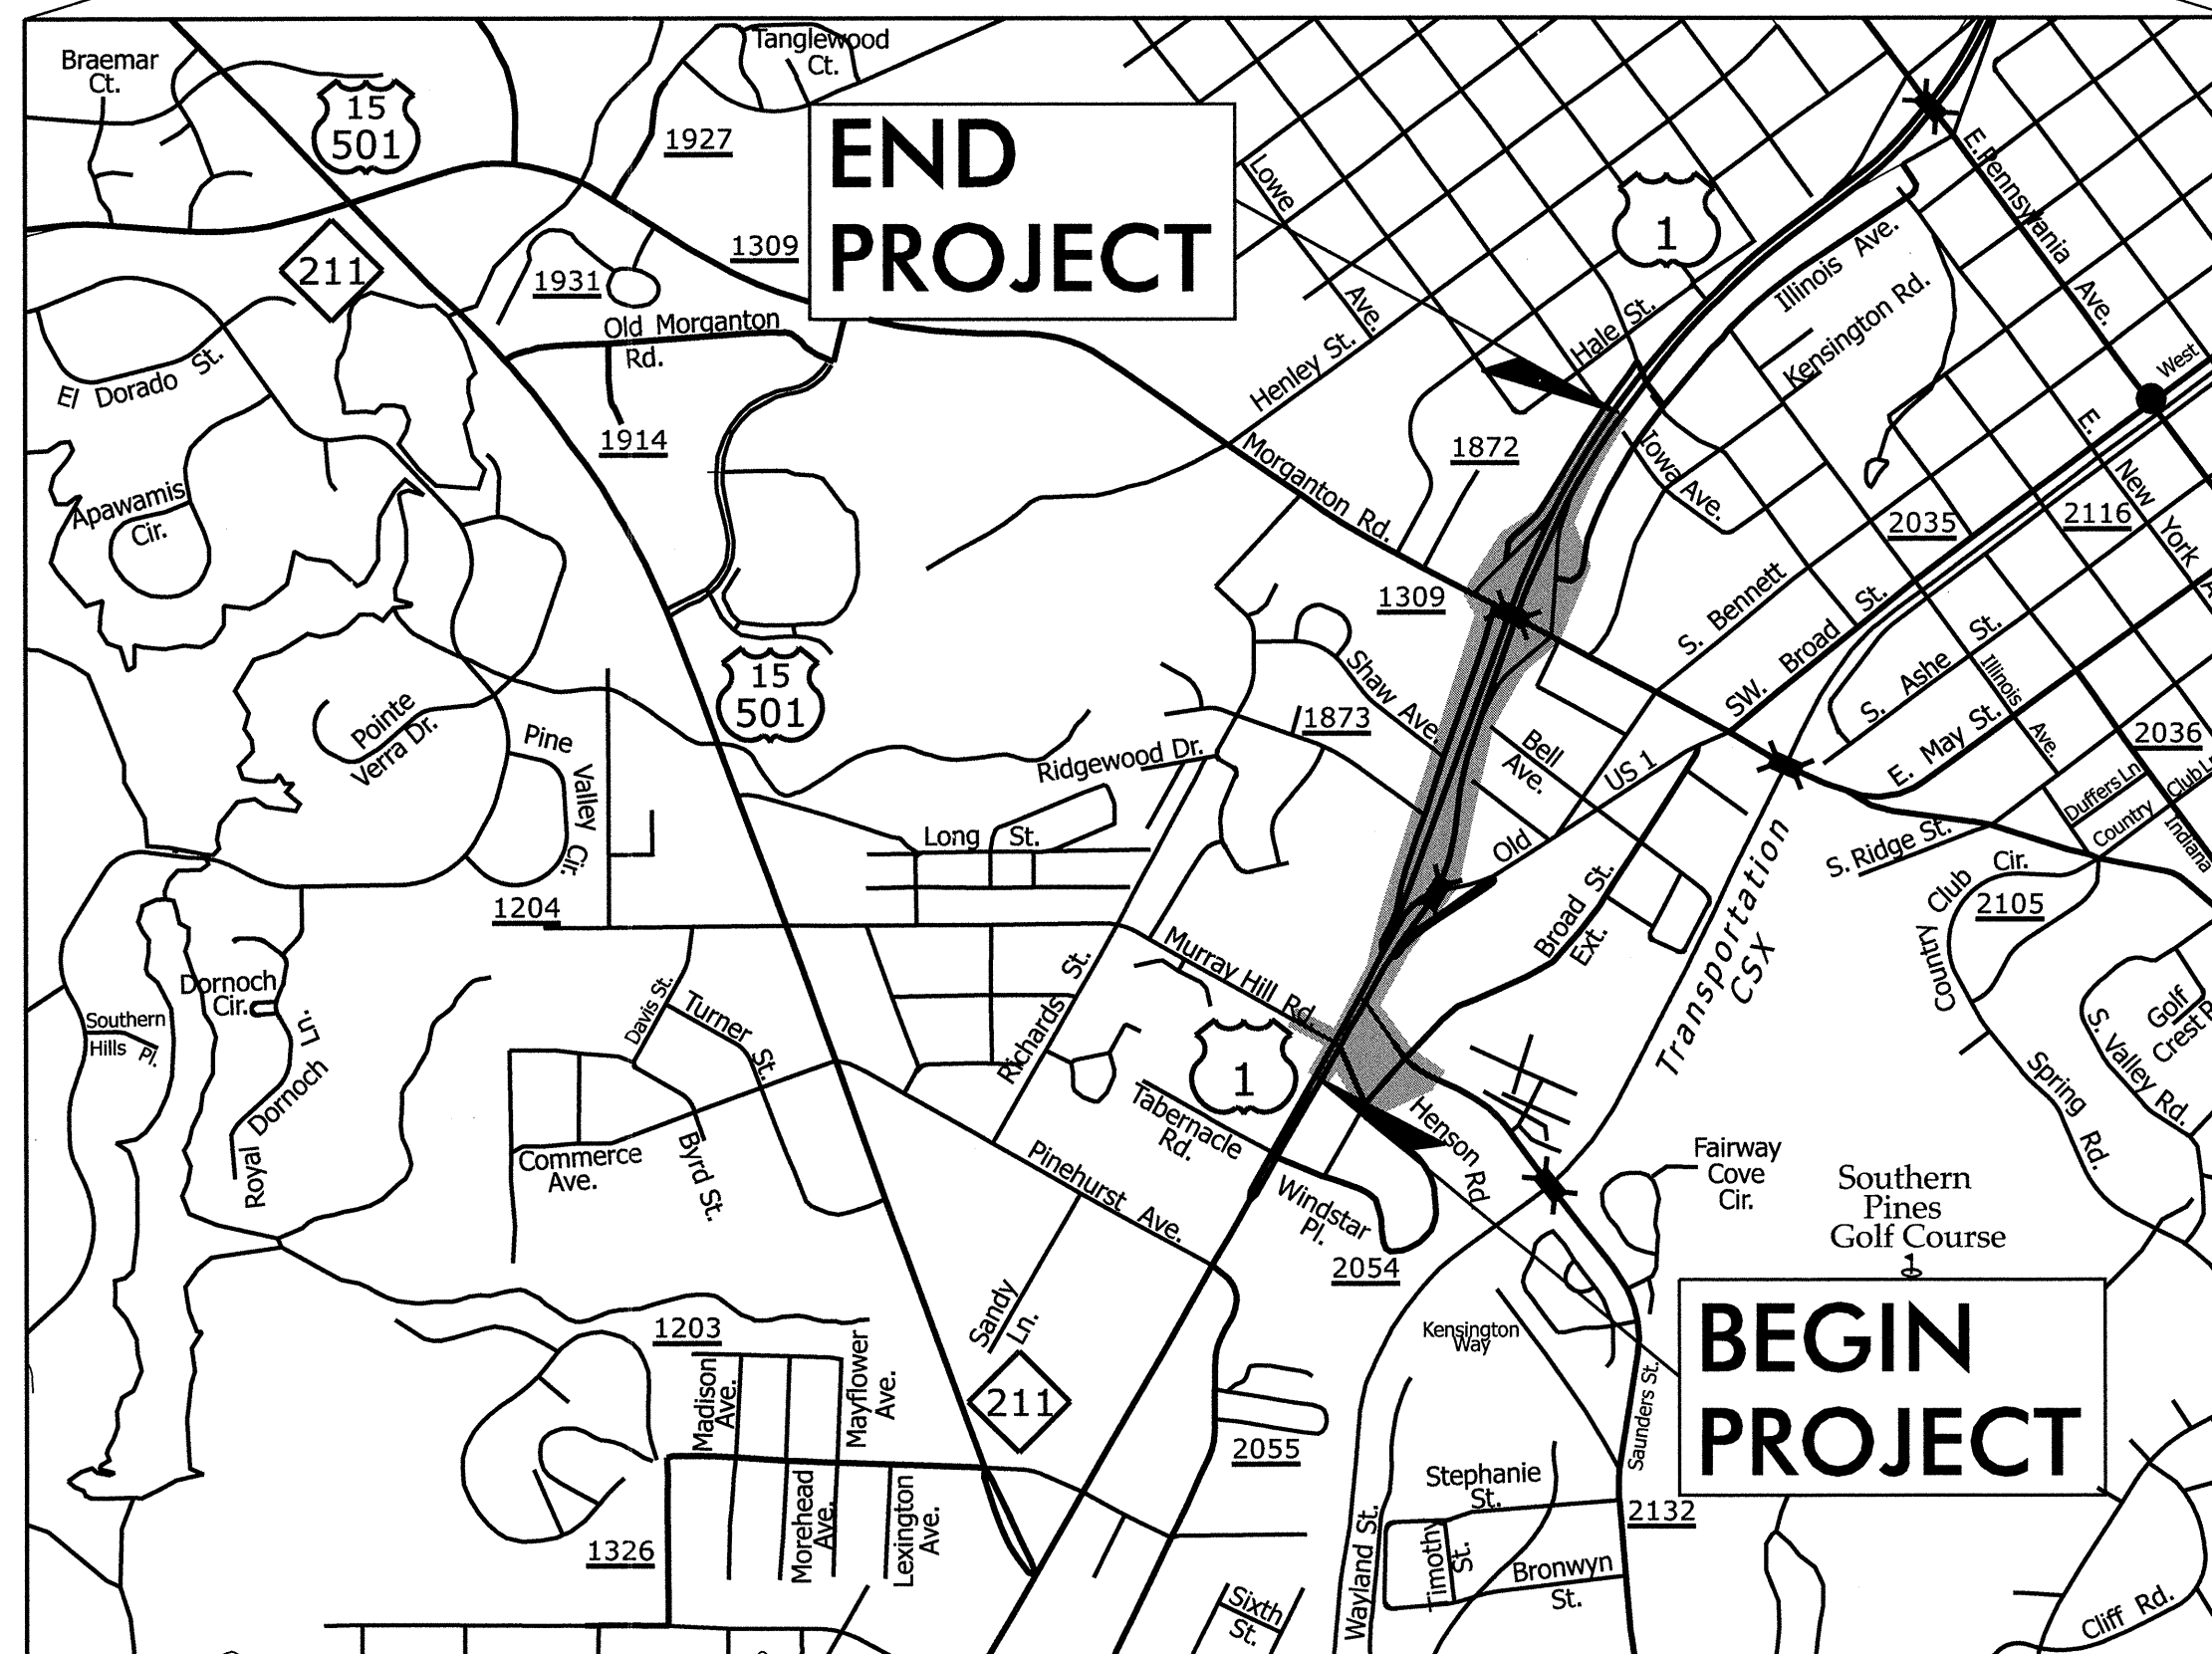 Braemar
Ct.
15
501
1927
Tanglewood
Ct.
END
PROJECT
Lowe
Ave.
1
E. Pennsylvania
Ave.
211
1309
1931
Old Morganton
Rd.
1914
El Dorado St.
Henley St.
Hale St.
Illinois Ave.
Kensington Rd.
West
Apawamis
Cir.
Morganton Rd.
1872
Iowa Ave.
2035
2116
E.
New
York
1309
S. Bennett
SW. Broad St.
S. Ashe St.
Illinois
Ave.
E. May St.
2036
Pointe
Verra Dr.
15
501
Pine
Valley
Cir.
Shaw Ave.
1873
Ridgewood Dr.
Bell
Ave.
US 1
Old
Duffers Ln
Club Ln
Country
Indiana
S. Ridge St.
Long St.
1204
Broad St.
Ext.
Transportation
CSX
Cir.
Club
Country
2105
Dornoch
Cir.
Ln.
Dornoch
Royal
Southern
Hills Pl.
Davis St.
Turner St.
Richards St.
Murray Hill Rd.
1
Golf
Crest R
S. Valley Rd.
Spring Rd.
Tabernacle
Rd.
Henson Rd
Commerce
Ave.
Byrd St.
Pinehurst Ave.
Windstar
Pl.
2054
Fairway
Cove
Cir.
Southern
Pines
Golf Course
1
BEGIN
PROJECT
Sandy
Ln.
Kensington
Way
1203
Madison
Ave.
Mayflower
Ave.
211
2055
Saunders St.
Stephanie
St.
2132
Morehead
Ave.
Lexington
Ave.
1326
Wayland St.
Timothy
St.
Bronwyn
St.
Sixth
St.
Cliff Rd.